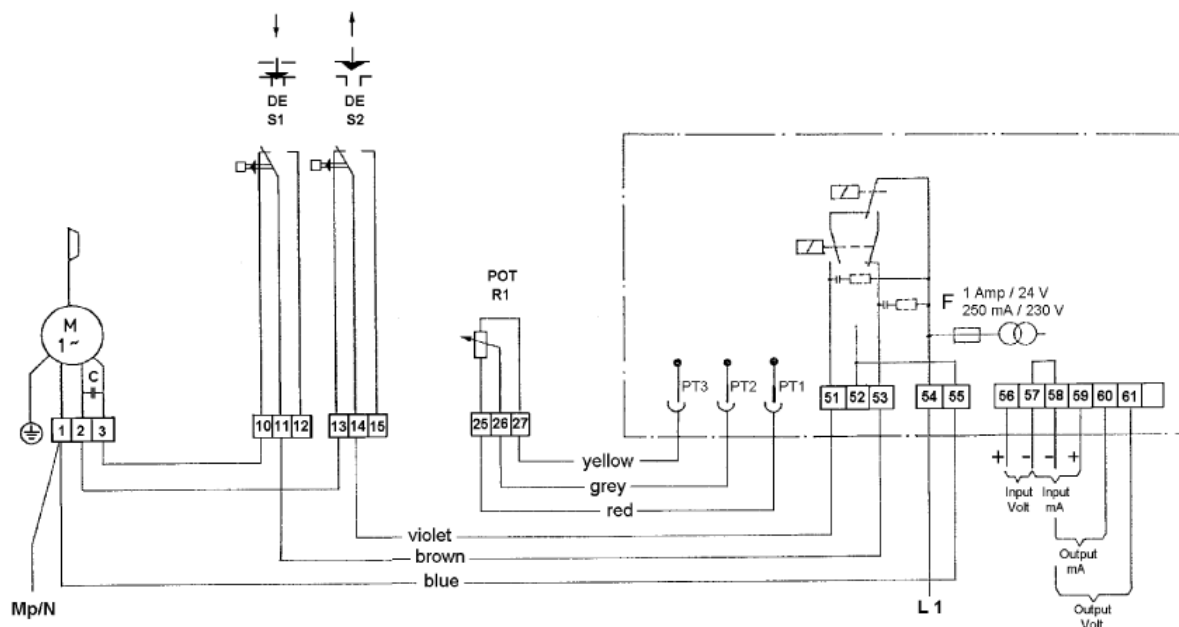 DE
S1
DE
S2
M
1~
C
POT
R1
F
1 Amp / 24 V
250 mA / 230 V
PT3
PT2
PT1
1 2 3
10 11 12
13 14 15
25 26 27
51 52 53
54 55
56 57 58 59 60 61
+ - - +
Input
Volt
Input
mA
Output
mA
Output
Volt
yellow
grey
red
violet
brown
blue
Mp/N
L 1